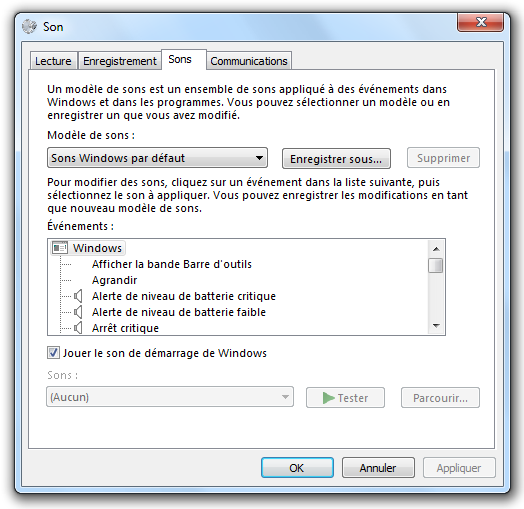 Son
Lecture Enregistrement Sons Communications
Un modèle de sons est un ensemble de sons appliqué à des événements dans
Windows et dans les programmes. Vous pouvez sélectionner un modèle ou en
enregistrer un que vous avez modifié.
Modèle de sons :
Sons Windows par défaut Enregistrer sous... Supprimer
Pour modifier des sons, cliquez sur un événement dans la liste suivante, puis
sélectionnez le son à appliquer. Vous pouvez enregistrer les modifications en tant
que nouveau modèle de sons.
Événements :
Windows
Afficher la bande Barre d'outils
Agrandir
Alerte de niveau de batterie critique
Alerte de niveau de batterie faible
Arrêt critique
Jouer le son de démarrage de Windows
Sons :
(Aucun) Tester Parcourir...
OK Annuler Appliquer